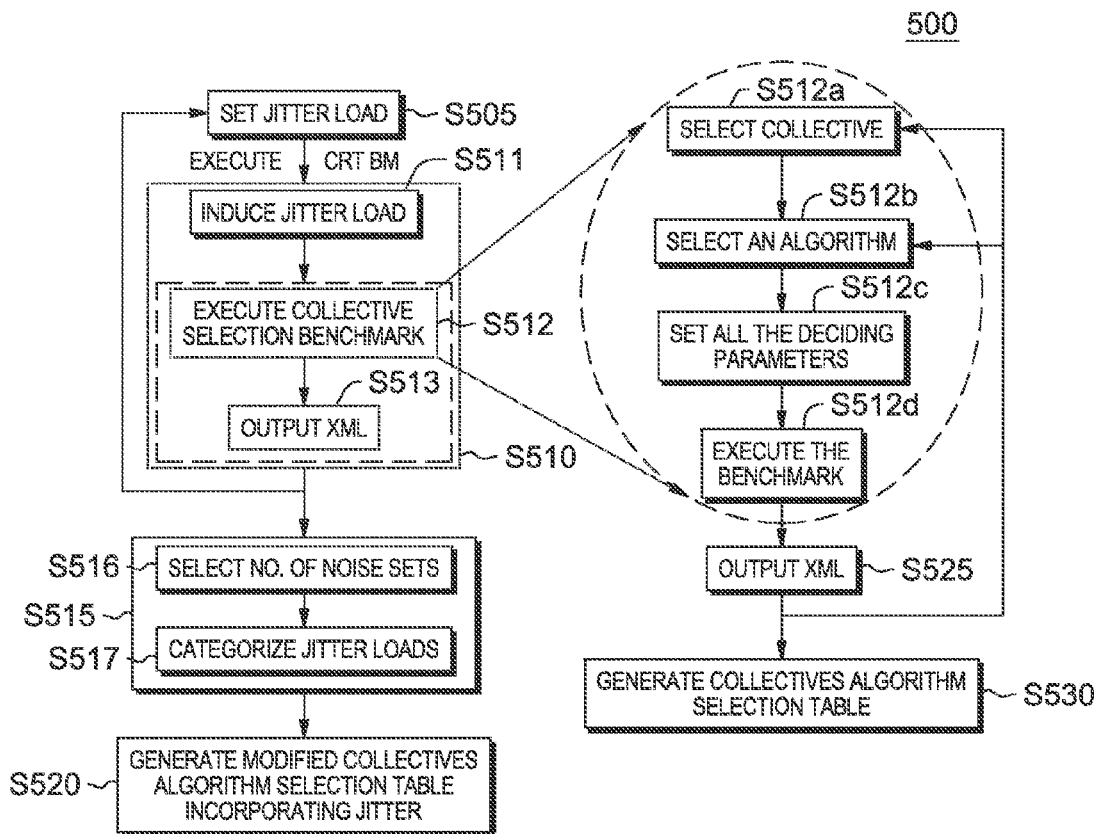 500
SET JITTER LOAD
S505
EXECUTE CRT BM
S511
INDUCE JITTER LOAD
EXECUTE COLLECTIVE
SELECTION BENCHMARK
S512
S513
OUTPUT XML
S510
S516
SELECT NO. OF NOISE SETS
S515
S517
CATEGORIZE JITTER LOADS
S520
GENERATE MODIFIED COLLECTIVES
ALGORITHM SELECTION TABLE
INCORPORATING JITTER
S512a
SELECT COLLECTIVE
S512b
SELECT AN ALGORITHM
S512c
SET ALL THE DECIDING
PARAMETERS
S512d
EXECUTE THE
BENCHMARK
OUTPUT XML
S525
GENERATE COLLECTIVES ALGORITHM
SELECTION TABLE
S530